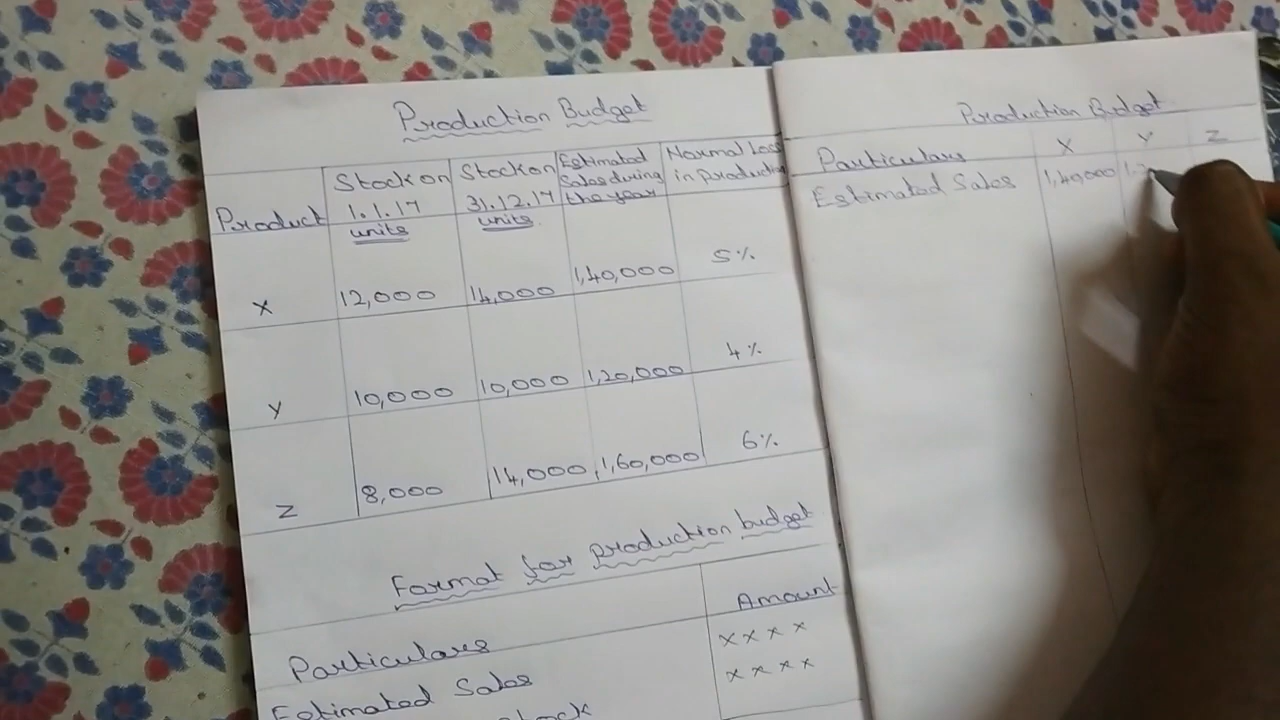 Production Budget
Product
Stock on
1.1.17
units
Stock on
31.12.17
units
Estimated
Sales during
the year
Normal Loss
in production
X 12,000 14,000 1,40,000 5%
Y 10,000 10,000 1,20,000 4%
Z 8,000 14,000 1,60,000 6%
Format for production budget
Particulars Amount
Estimated Sales x x x x
x x x x
Production Budget
Particulars X Y Z
Estimated Sales 1,40,000